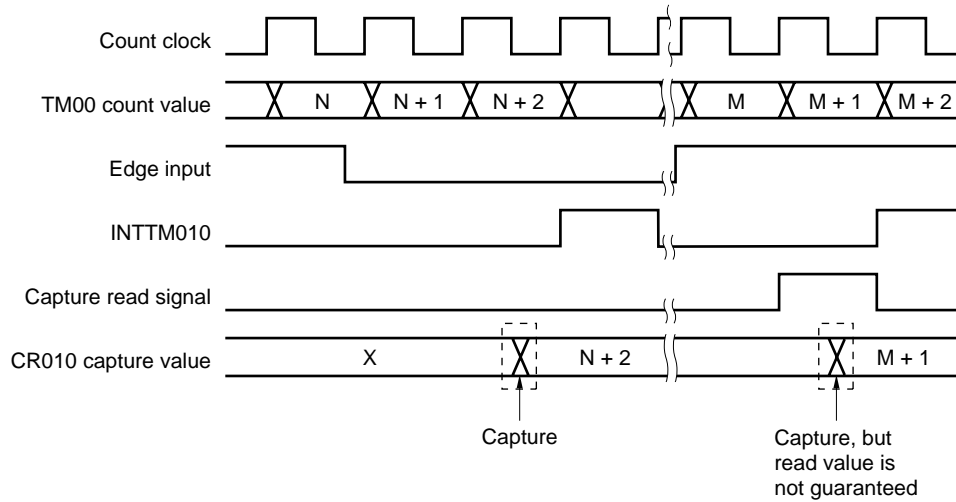 Count clock
TM00 count value
N
N + 1
N + 2
M
M + 1
M + 2
Edge input
INTTM010
Capture read signal
CR010 capture value
X
N + 2
M + 1
Capture
Capture, but
read value is
not guaranteed